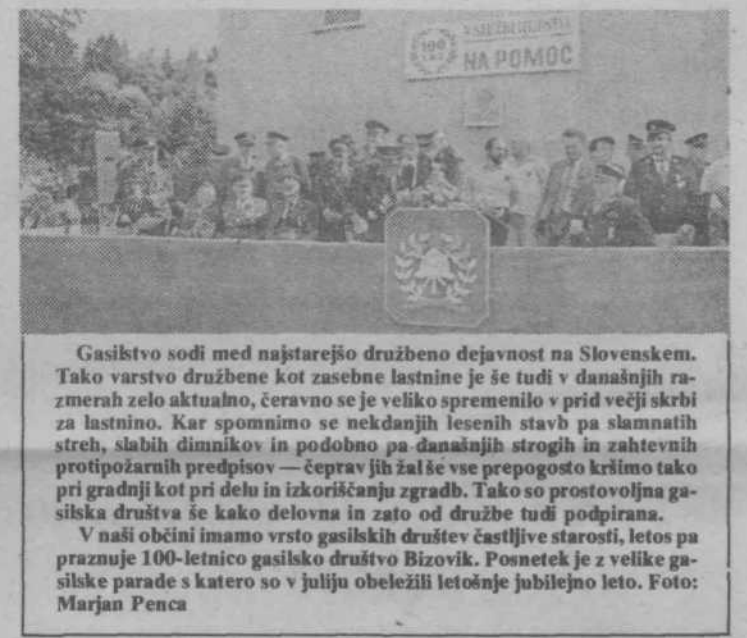 100
LET
NA POMOČ
Gasilstvo sodi med najstarejšo družbeno dejavnost na Slovenskem.
Tako varstvo družbene kot zasebne lastnine je še tudi v današnjih ra-
zmerah zelo aktualno, čeravno se je veliko spremenilo v prid večji skrbi
za lastnino. Kar spomnimo se nekdanjih lesenih stavb pa slamnatih
streh, slabih dimnikov in podobno pa današnjih strogih in zahtevnih
protipožarnih predpisov — čeprav jih žal še vse prepogosto kršimo tako
pri gradnji kot pri delu in izkoriščanju zgradb. Tako so prostovoljna ga-
silska društva še kako delovna in zato od družbe tudi podpirana.
V naši občini imamo vrsto gasilskih društev častljive starosti, letos pa
praznuje 100-letnico gasilsko društvo Bizovik. Posnetek je z velike ga-
silske parade s katero so v juliju obeležili letošnje jubilejno leto. Foto:
Marjan Penca